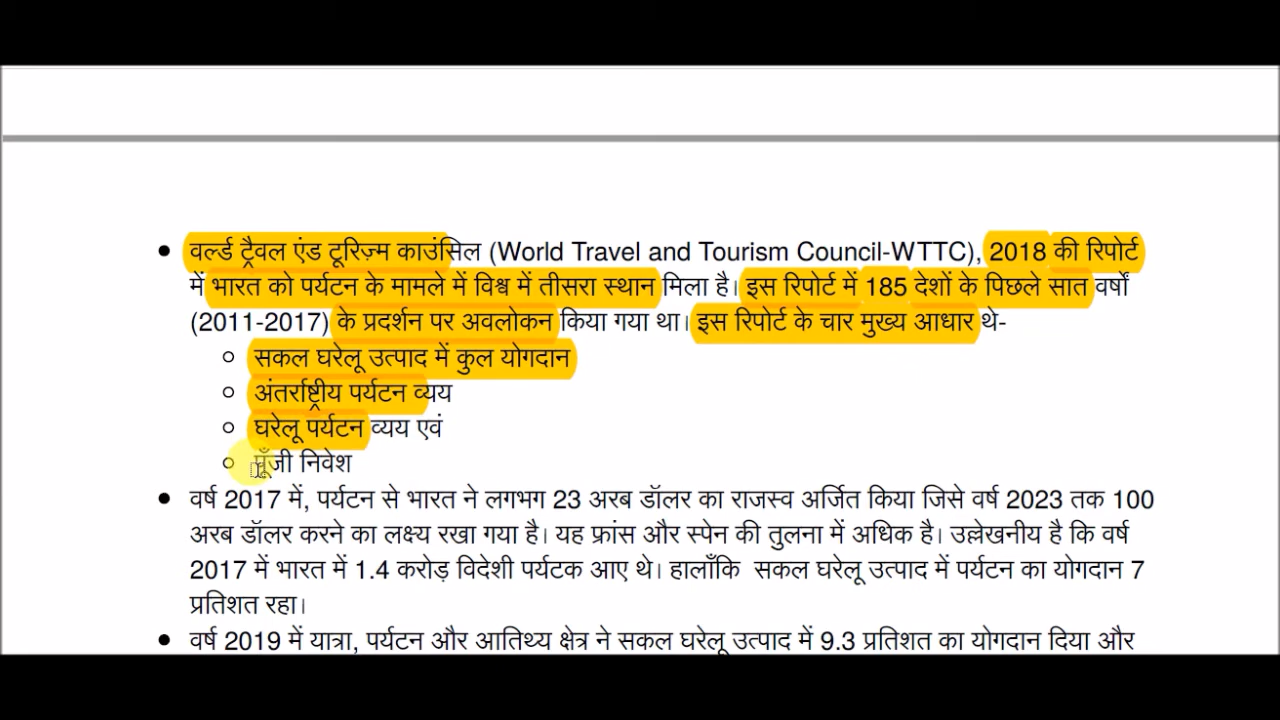 वर्ल्ड ट्रैवल एंड टूरिज़्म काउंसिल (World Travel and Tourism Council-WTTC), 2018 की रिपोर्ट
में भारत को पर्यटन के मामले में विश्व में तीसरा स्थान मिला है। इस रिपोर्ट में 185 देशों के पिछले सात वर्षों
(2011-2017) के प्रदर्शन पर अवलोकन किया गया था। इस रिपोर्ट के चार मुख्य आधार थे-
सकल घरेलू उत्पाद में कुल योगदान
अंतर्राष्ट्रीय पर्यटन व्यय
घरेलू पर्यटन व्यय एवं
पूँजी निवेश
वर्ष 2017 में, पर्यटन से भारत ने लगभग 23 अरब डॉलर का राजस्व अर्जित किया जिसे वर्ष 2023 तक 100
अरब डॉलर करने का लक्ष्य रखा गया है। यह फ्रांस और स्पेन की तुलना में अधिक है। उल्लेखनीय है कि वर्ष
2017 में भारत में 1.4 करोड़ विदेशी पर्यटक आए थे। हालाँकि सकल घरेलू उत्पाद में पर्यटन का योगदान 7
प्रतिशत रहा।
वर्ष 2019 में यात्रा, पर्यटन और आतिथ्य क्षेत्र ने सकल घरेलू उत्पाद में 9.3 प्रतिशत का योगदान दिया और